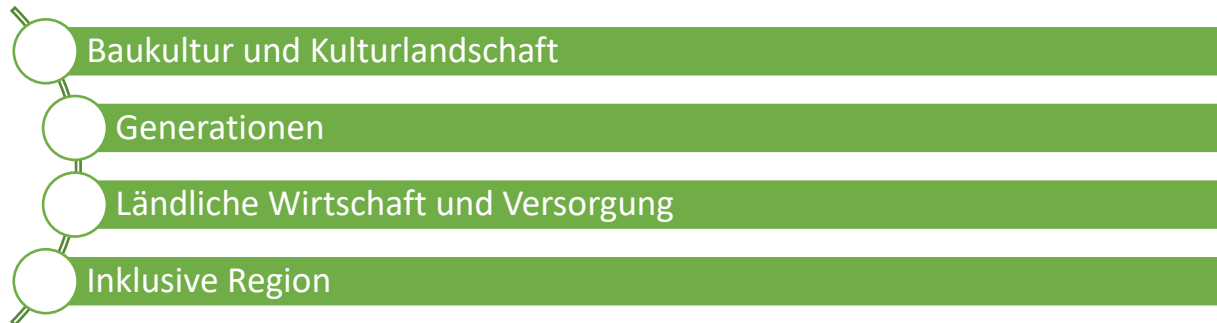 Baukultur und Kulturlandschaft
Generationen
Ländliche Wirtschaft und Versorgung
Inklusive Region